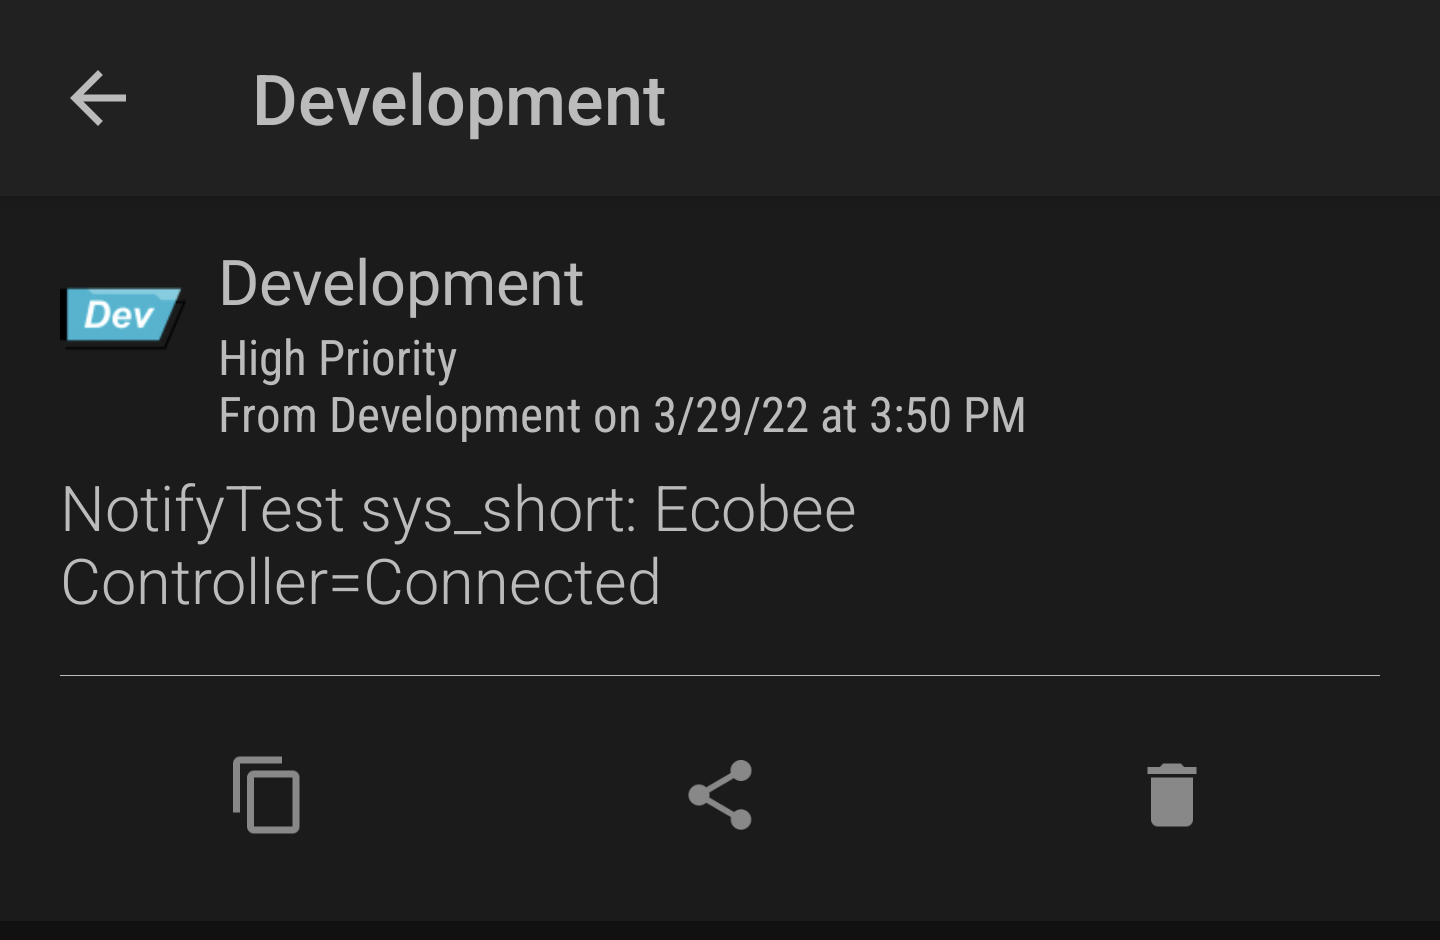 Development
Dev
Development
High Priority
From Development on 3/29/22 at 3:50 PM
NotifyTest sys_short: Ecobee
Controller=Connected